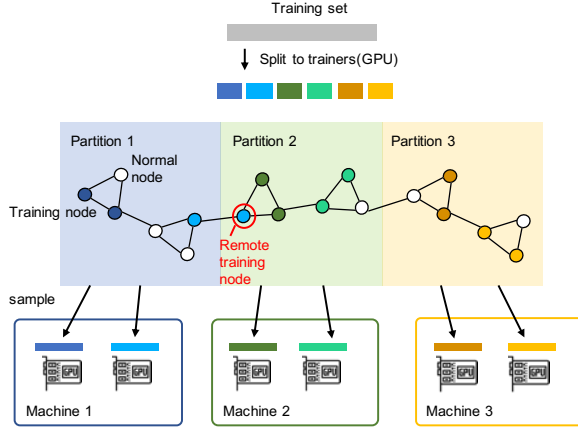 Training set
Split to trainers(GPU)
Partition 1
Partition 2
Partition 3
Normal
node
Training node
Remote
training
node
sample
GPU
GPU
GPU
GPU
GPU
GPU
Machine 1
Machine 2
Machine 3